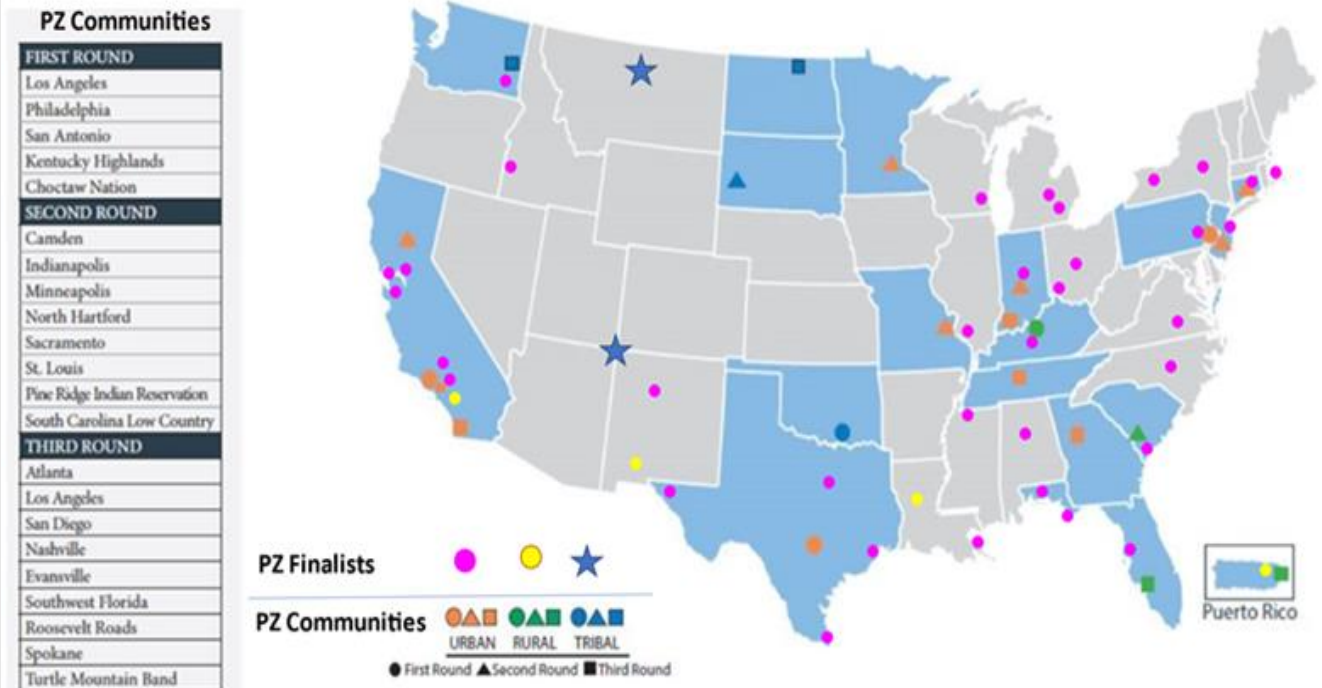 PZ Communities
FIRST ROUND
Los Angeles
Philadelphia
San Antonio
Kentucky Highlands
Choctaw Nation
SECOND ROUND
Camden
Indianapolis
Minneapolis
North Hartford
Sacramento
St. Louis
Pine Ridge Indian Reservation
South Carolina Low Country
THIRD ROUND
Atlanta
Los Angeles
San Diego
Nashville
Evansville
Southwest Florida
Roosevelt Roads
Spokane
Turtle Mountain Band
PZ Finalists
PZ Communities
URBAN RURAL TRIBAL
First Round Second Round Third Round
Puerto Rico